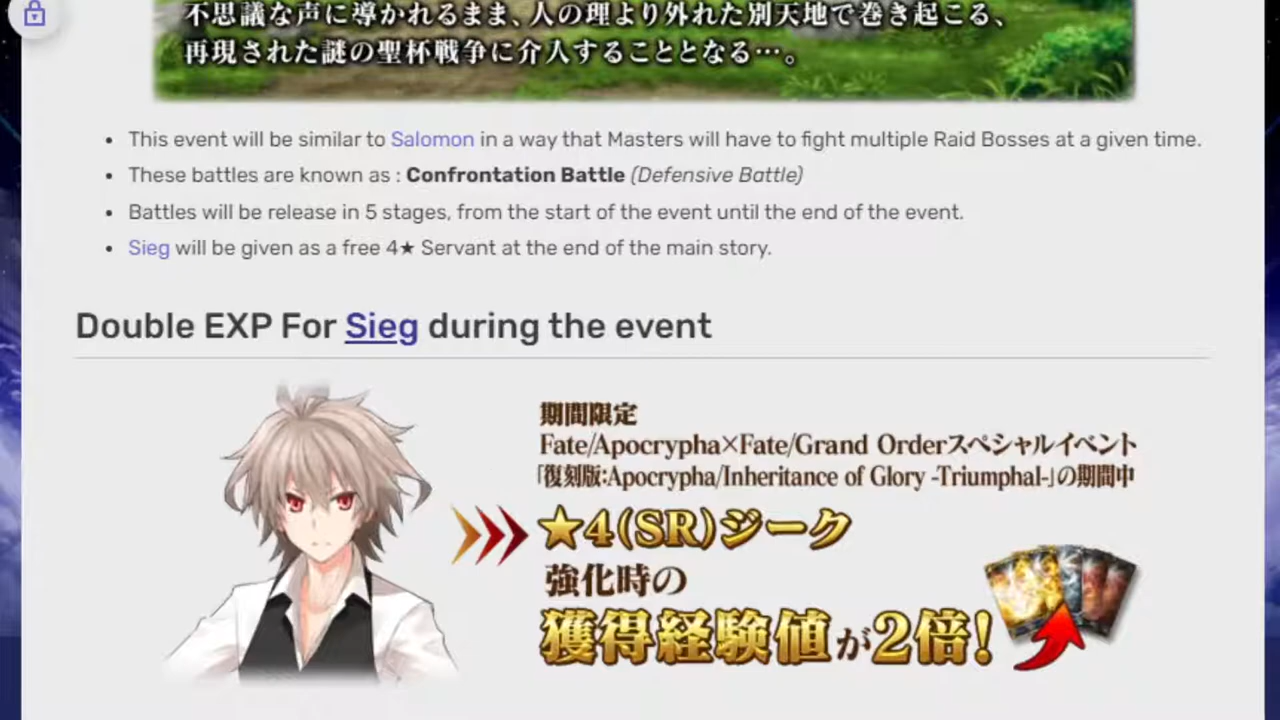 不思議な声に導かれるまま、人の理より外れた別天地で巻き起こる、
再現された謎の聖杯戦争に介入することとなる…。
• This event will be similar to Salomon in a way that Masters will have to fight multiple Raid Bosses at a given time.
• These battles are known as : Confrontation Battle (Defensive Battle)
• Battles will be release in 5 stages, from the start of the event until the end of the event.
• Sieg will be given as a free 4★ Servant at the end of the main story.
Double EXP For Sieg during the event
期間限定
Fate/Apocrypha×Fate/Grand Orderスペシャルイベント
「復刻版:Apocrypha/Inheritance of Glory -Triumphal-」の期間中
★4(SR)ジーク
強化時の
獲得経験値が2倍!